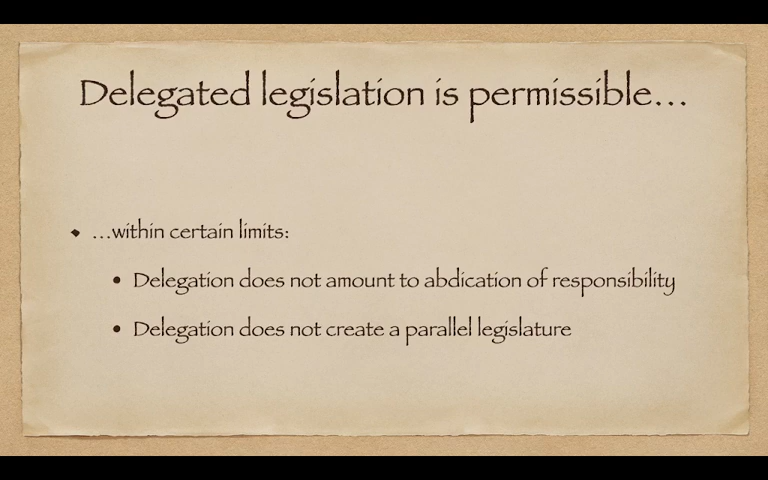 Delegated legislation is permissible…
…within certain limits:
Delegation does not amount to abdication of responsibility
Delegation does not create a parallel legislature